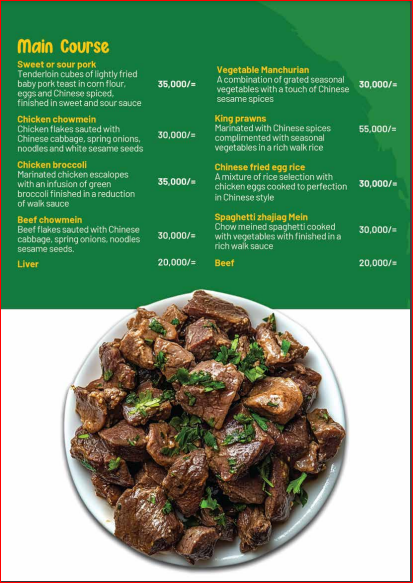 Main Course
Sweet or sour pork
Tenderloin cubes of lightly fried
baby pork teast in corn flour,
eggs and Chinese spiced,
finished in sweet and sour sauce
35,000/=
Chicken chowmein
Chicken flakes sauted with
Chinese cabbage, spring onions,
noodles and white sesame seeds
30,000/=
Chicken broccoli
Marinated chicken escalopes
with an infusion of green
broccoli finished in a reduction
of walk sauce
35,000/=
Beef chowmein
Beef flakes sauted with Chinese
cabbage, spring onions, noodles
sesame seeds,
30,000/=
Liver
20,000/=
Vegetable Manchurian
A combination of grated seasonal
vegetables with a touch of Chinese
sesame spices
30,000/=
King prawns
Marinated with Chinese spices
complimented with seasonal
vegetables in a rich walk rice
55,000/=
Chinese fried egg rice
A mixture of rice selection with
chicken eggs cooked to perfection
in Chinese style
30,000/=
Spaghetti zhajiag Mein
Chow meined spaghetti cooked
with vegetables with finished in a
rich walk sauce
30,000/=
Beef
20,000/=